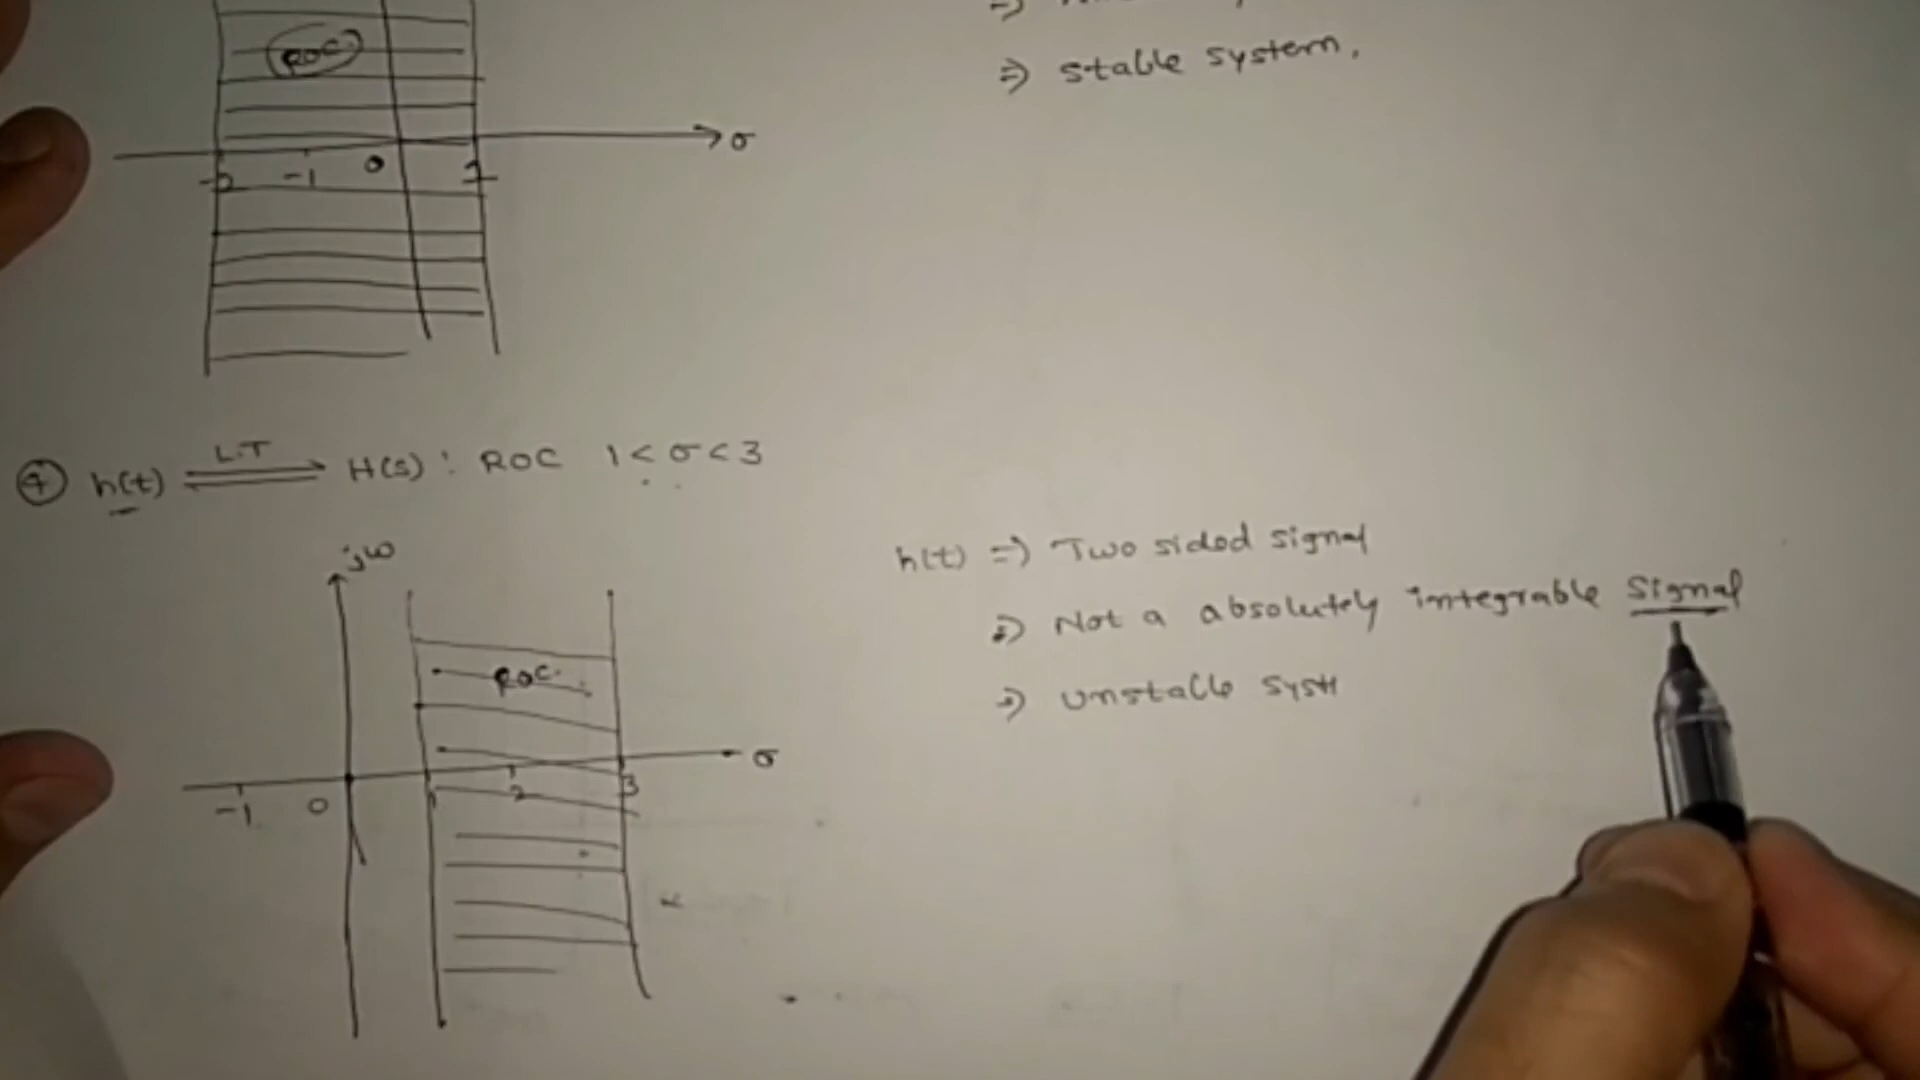 ROC
⇒ stable system.
σ
-2 -1 0 1
④ h(t) L.T H(s) : ROC 1 < σ < 3
jω
h(t) ⇒ Two sided signal
⇒ Not a absolutely integrable signal
ROC
⇒ unstable syst
σ
-1 0 1 2 3